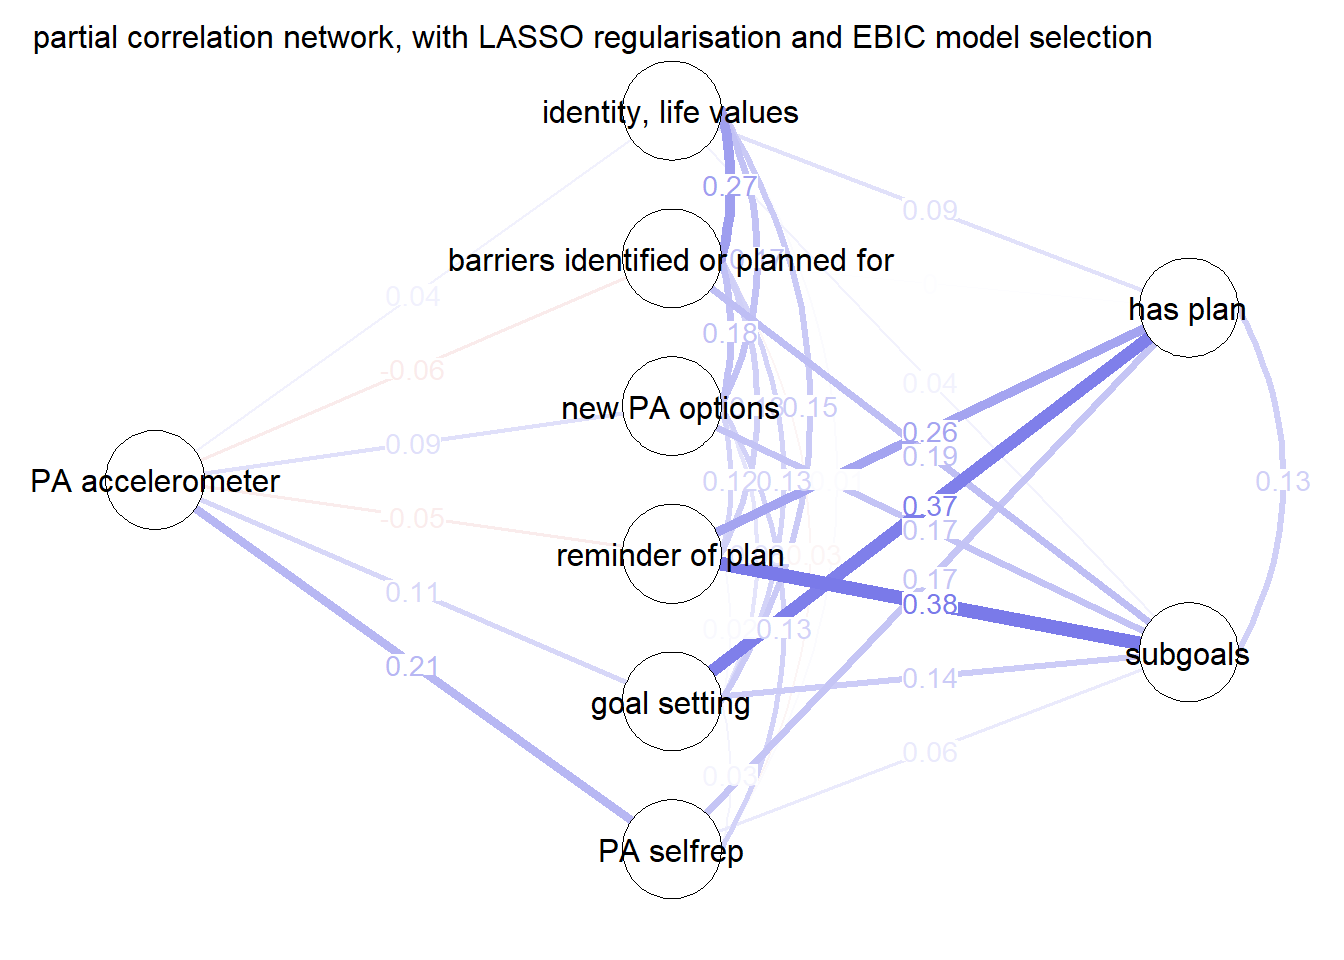 partial correlation network, with LASSO regularisation and EBIC model selection
identity, life values
0.27
0.09
barriers identified or planned for
0.04
has plan
0.18
-0.06
0.04
new PA options
0.15
0.26
0.09
0.19
PA accelerometer
0.12
0.13
0.13
0.37
-0.05
0.17
reminder of plan
0.03
0.17
0.11
0.38
0.13
subgoals
0.21
0.14
goal setting
0.06
0.03
PA selfrep